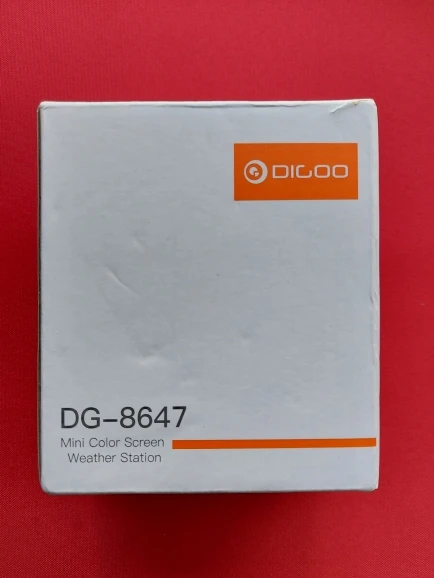 DIGOO
DG-8647
Mini Color Screen
Weather Station